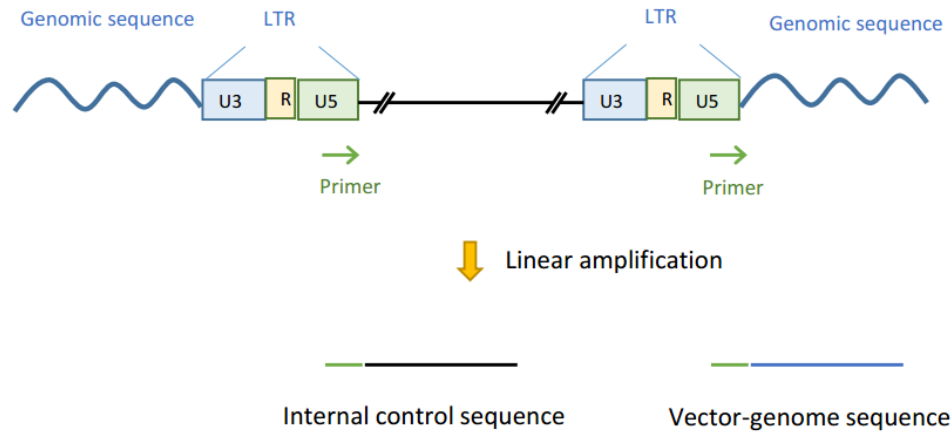 Genomic sequence
LTR
LTR
Genomic sequence
U3 R U5
U3 R U5
Primer
Primer
Linear amplification
Internal control sequence
Vector-genome sequence